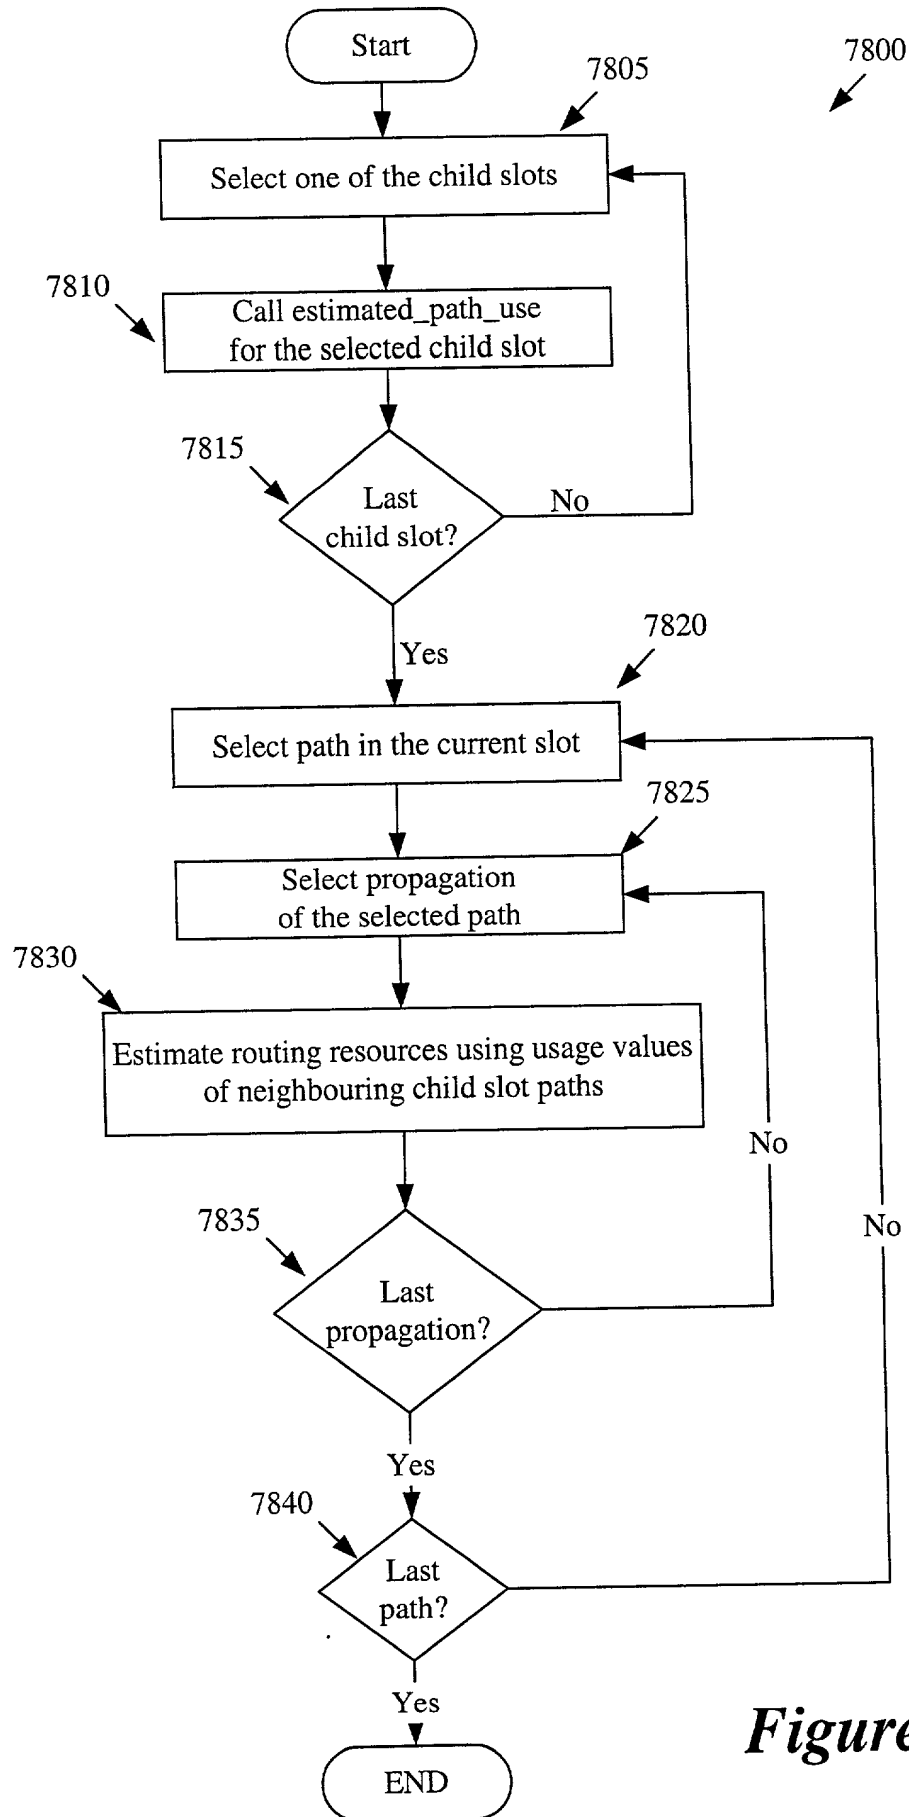 Start
7800
7805
Select one of the child slots
7810
Call estimated_path_use
for the selected child slot
7815
Last
child slot?
No
Yes
7820
Select path in the current slot
7825
Select propagation
of the selected path
7830
Estimate routing resources using usage values
of neighbouring child slot paths
No
7835
No
Last
propagation?
Yes
7840
Last
path?
Yes
Figure
END